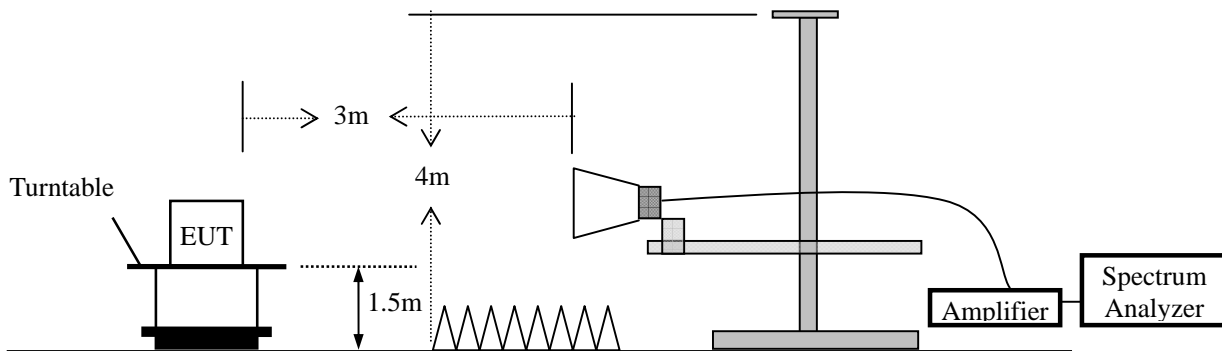 3m
4m
Turntable
EUT
1.5m
Amplifier
Spectrum
Analyzer